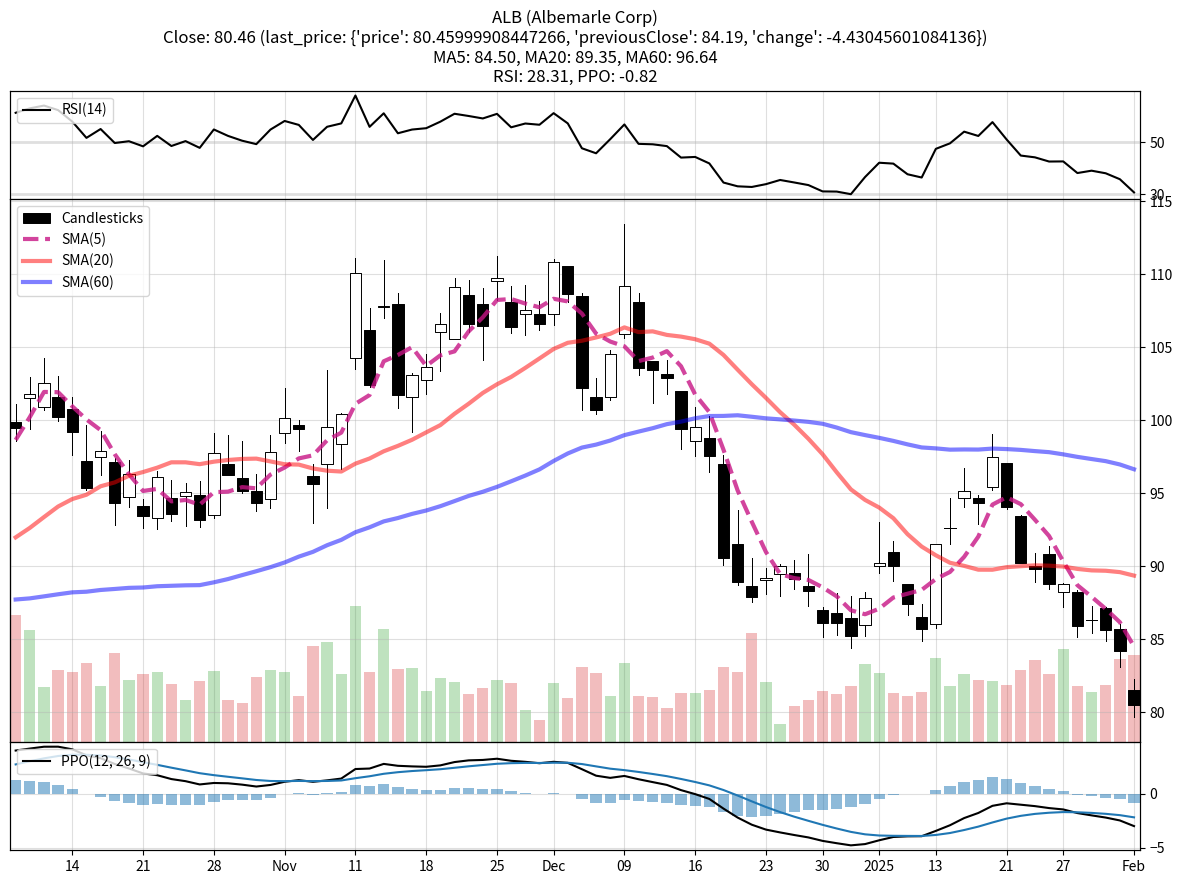 ALB (Albemarle Corp)
Close: 80.46 (last_price: {'price': 80.45999908447266, 'previousClose': 84.19, 'change': -4.43045601084136})
MA5: 84.50, MA20: 89.35, MA60: 96.64
RSI: 28.31, PPO: -0.82
RSI(14)
50
30
115
Candlesticks
SMA(5)
SMA(20)
SMA(60)
110
105
100
95
90
85
80
PPO(12, 26, 9)
0
−5
14 21 28 Nov 11 18 25 Dec 09 16 23 30 2025 13 21 27 Feb